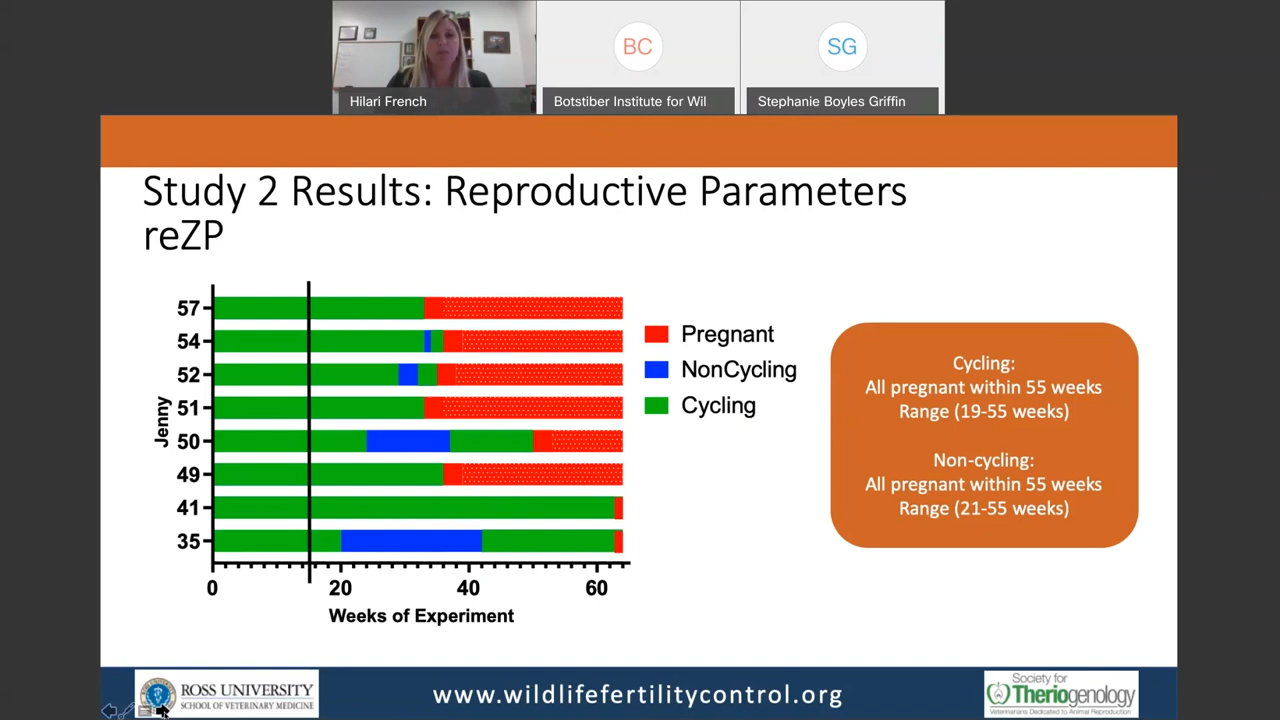 Hilari French
Botstiber Institute for Wil
Stephanie Boyles Griffin
BC
SG
Study 2 Results: Reproductive Parameters
reZP
Jenny
57
54
52
51
50
49
41
35
0
20
40
60
Weeks of Experiment
Pregnant
NonCycling
Cycling
Cycling:
All pregnant within 55 weeks
Range (19-55 weeks)
Non-cycling:
All pregnant within 55 weeks
Range (21-55 weeks)
ROSS UNIVERSITY
SCHOOL OF VETERINARY MEDICINE
www.wildlifefertilitycontrol.org
Society for
Theriogenology
Veterinarians Dedicated to Animal Reproduction